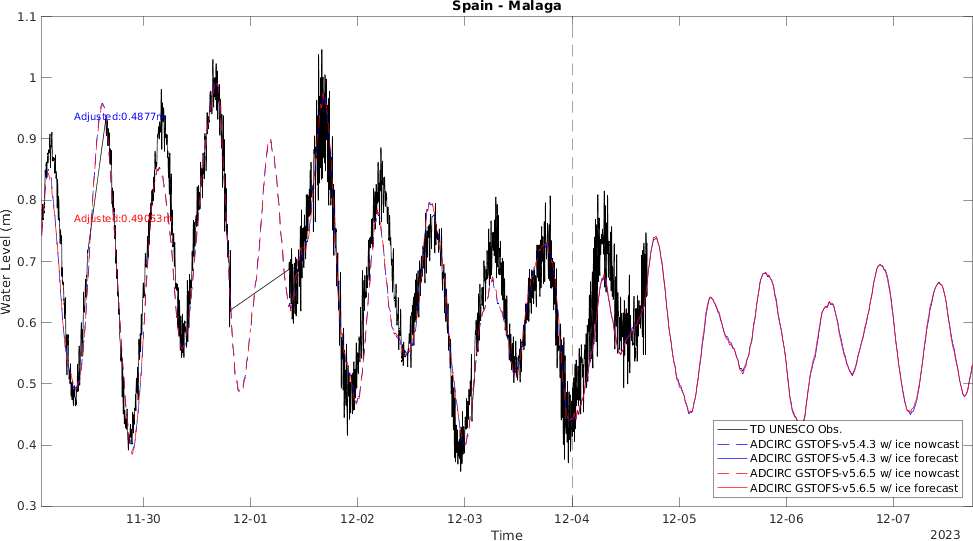 Spain - Malaga
1.1
1
0.9
0.8
0.7
0.6
0.5
0.4
0.3
Water Level (m)
Adjusted:0.4877m
Adjusted:0.49053m
11-30
12-01
12-02
12-03
12-04
12-05
12-06
12-07
Time
2023
TD UNESCO Obs.
ADCIRC GSTOFS-v5.4.3 w/ ice nowcast
ADCIRC GSTOFS-v5.4.3 w/ ice forecast
ADCIRC GSTOFS-v5.6.5 w/ ice nowcast
ADCIRC GSTOFS-v5.6.5 w/ ice forecast